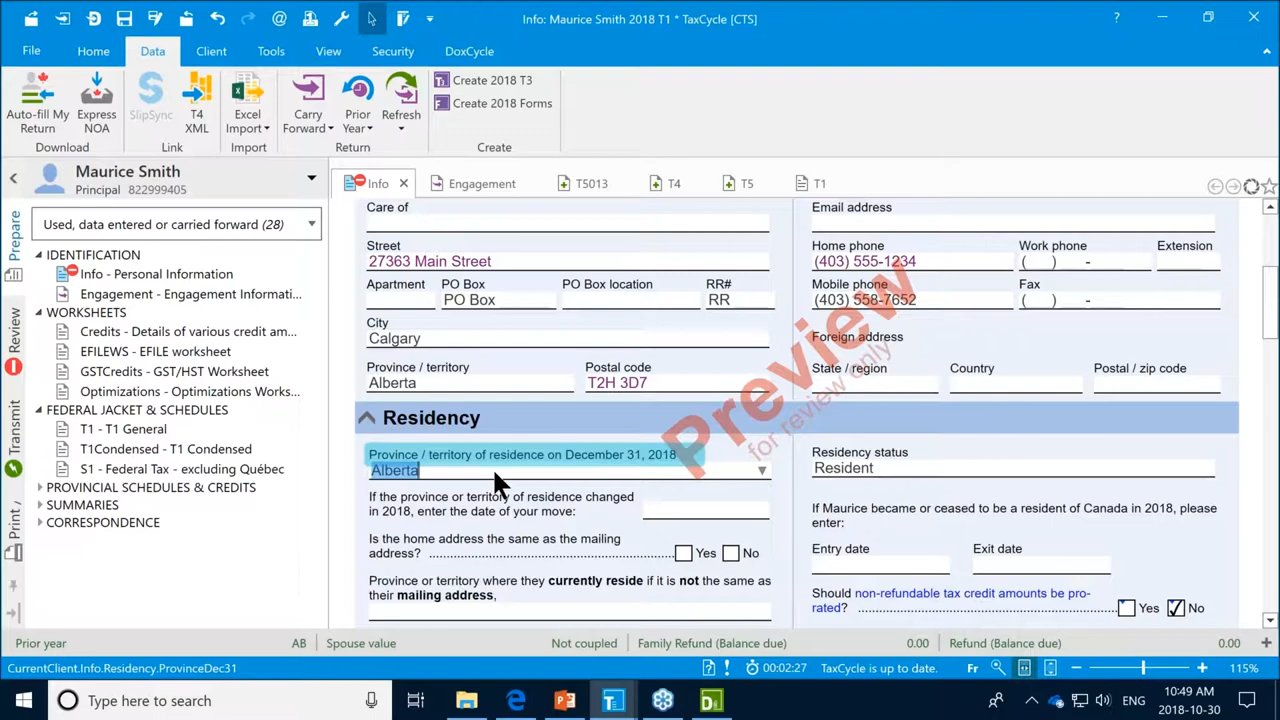 Info: Maurice Smith 2018 T1 * TaxCycle [CTS]
?
File Home Data Client Tools View Security DoxCycle
Auto-fill My Return
Express NOA
SlipSync
T4 XML
Excel Import
Carry Forward
Prior Year
Refresh
Create 2018 T3
Create 2018 Forms
Download Link Import Return Create
Maurice Smith
Principal 822999405
Used, data entered or carried forward (28)
Prepare
Review
Transmit
Print
IDENTIFICATION
Info - Personal Information
Engagement - Engagement Informati...
WORKSHEETS
Credits - Details of various credit am...
EFILEWS - EFILE worksheet
GSTCredits - GST/HST Worksheet
Optimizations - Optimizations Works...
FEDERAL JACKET & SCHEDULES
T1 - T1 General
T1Condensed - T1 Condensed
S1 - Federal Tax - excluding Québec
PROVINCIAL SCHEDULES & CREDITS
SUMMARIES
CORRESPONDENCE
Info Engagement T5013 T4 T5 T1
Care of
Street
27363 Main Street
Apartment PO Box PO Box location RR#
PO Box RR
City
Calgary
Province / territory Postal code
Alberta T2H 3D7
Email address
Home phone Work phone Extension
(403) 555-1234 ( ) -
Mobile phone Fax
(403) 558-7652 ( ) -
Foreign address
State / region Country Postal / zip code
Preview
for review only
Residency
Province / territory of residence on December 31, 2018
Alberta
If the province or territory of residence changed
in 2018, enter the date of your move:
Is the home address the same as the mailing
address? Yes No
Province or territory where they currently reside if it is not the same as
their mailing address,
Residency status
Resident
If Maurice became or ceased to be a resident of Canada in 2018, please
enter:
Entry date Exit date
Should non-refundable tax credit amounts be pro-
rated? Yes No
Prior year AB Spouse value Not coupled Family Refund (Balance due) 0.00 Refund (Balance due) 0.00
CurrentClient.Info.Residency.ProvinceDec31 00:02:27 TaxCycle is up to date. Fr 115%
Type here to search
ENG
10:49 AM
2018-10-30